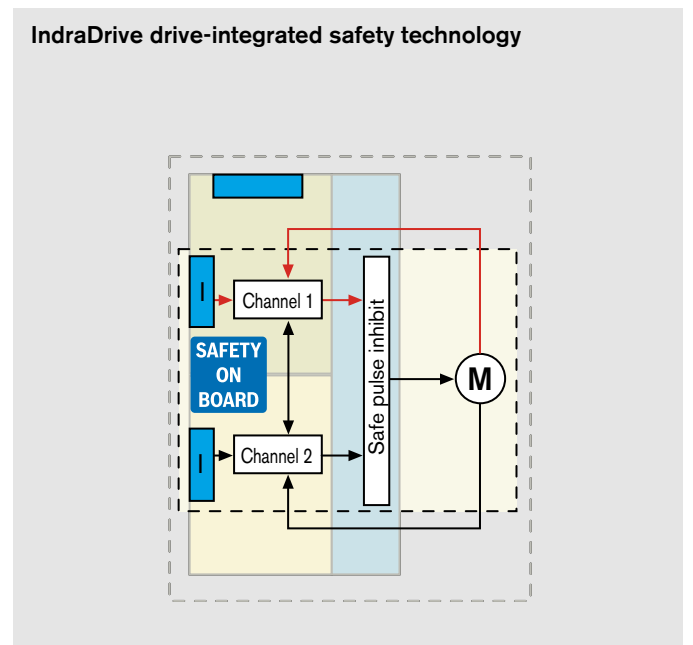 IndraDrive drive-integrated safety technology
I
Channel 1
SAFETY
ON
BOARD
Safe pulse inhibit
M
I
Channel 2